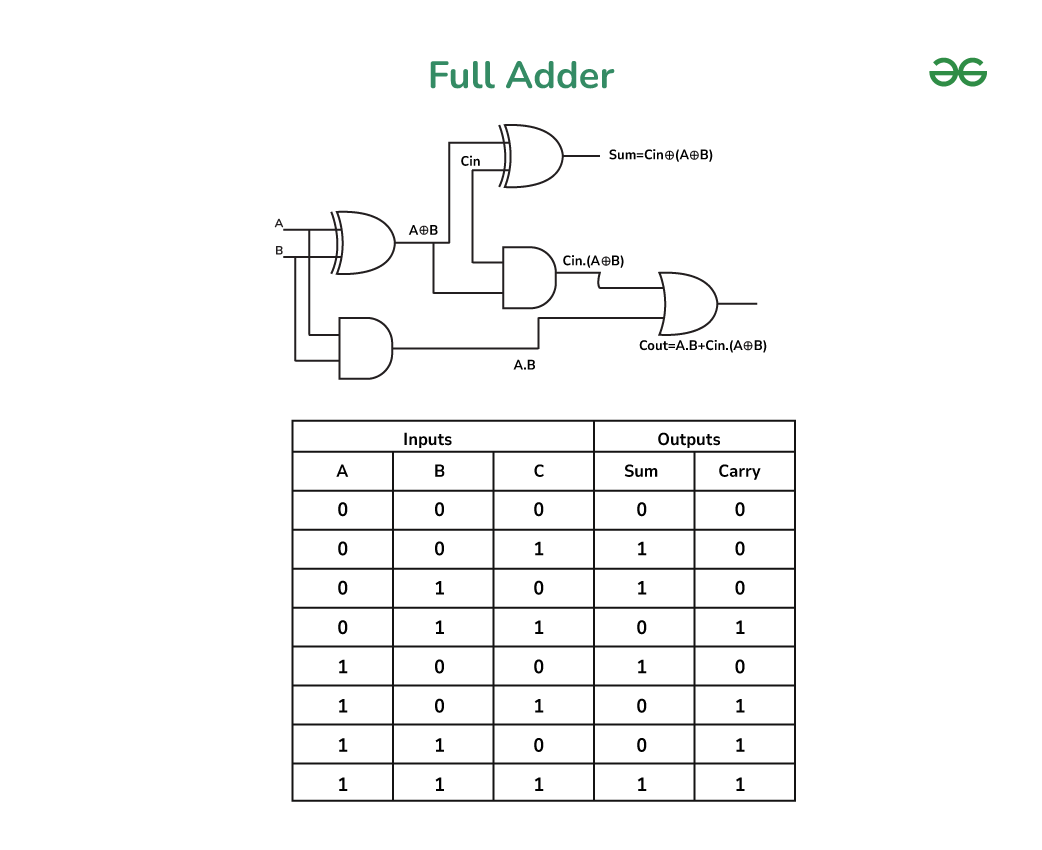 Full Adder
Cin
Sum=Cin⊕(A⊕B)
A
A⊕B
B
Cin.(A⊕B)
Cout=A.B+Cin.(A⊕B)
A.B
Inputs Outputs
A B C Sum Carry
0 0 0 0 0
0 0 1 1 0
0 1 0 1 0
0 1 1 0 1
1 0 0 1 0
1 0 1 0 1
1 1 0 0 1
1 1 1 1 1